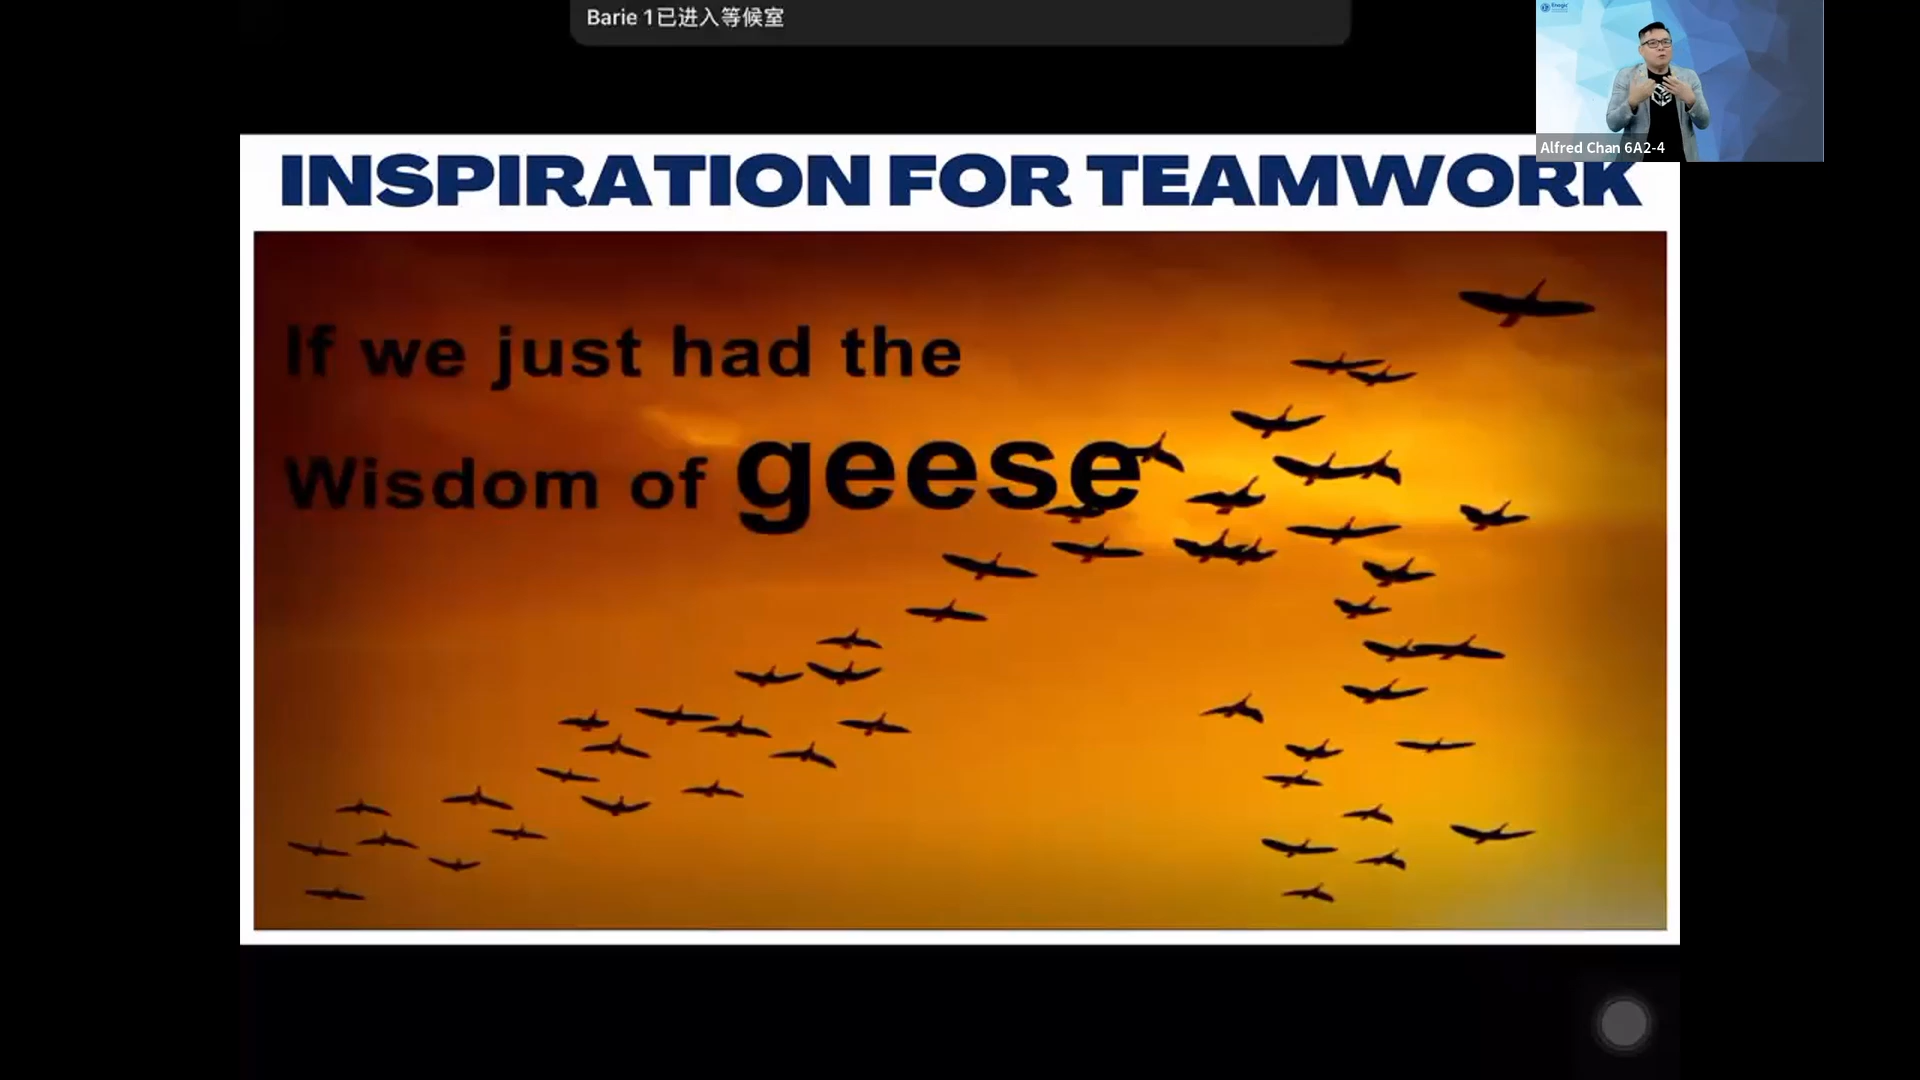 Barie 1已进入等候室
Enagic
Alfred Chan 6A2-4
INSPIRATION FOR TEAMWORK
If we just had the
Wisdom of geese